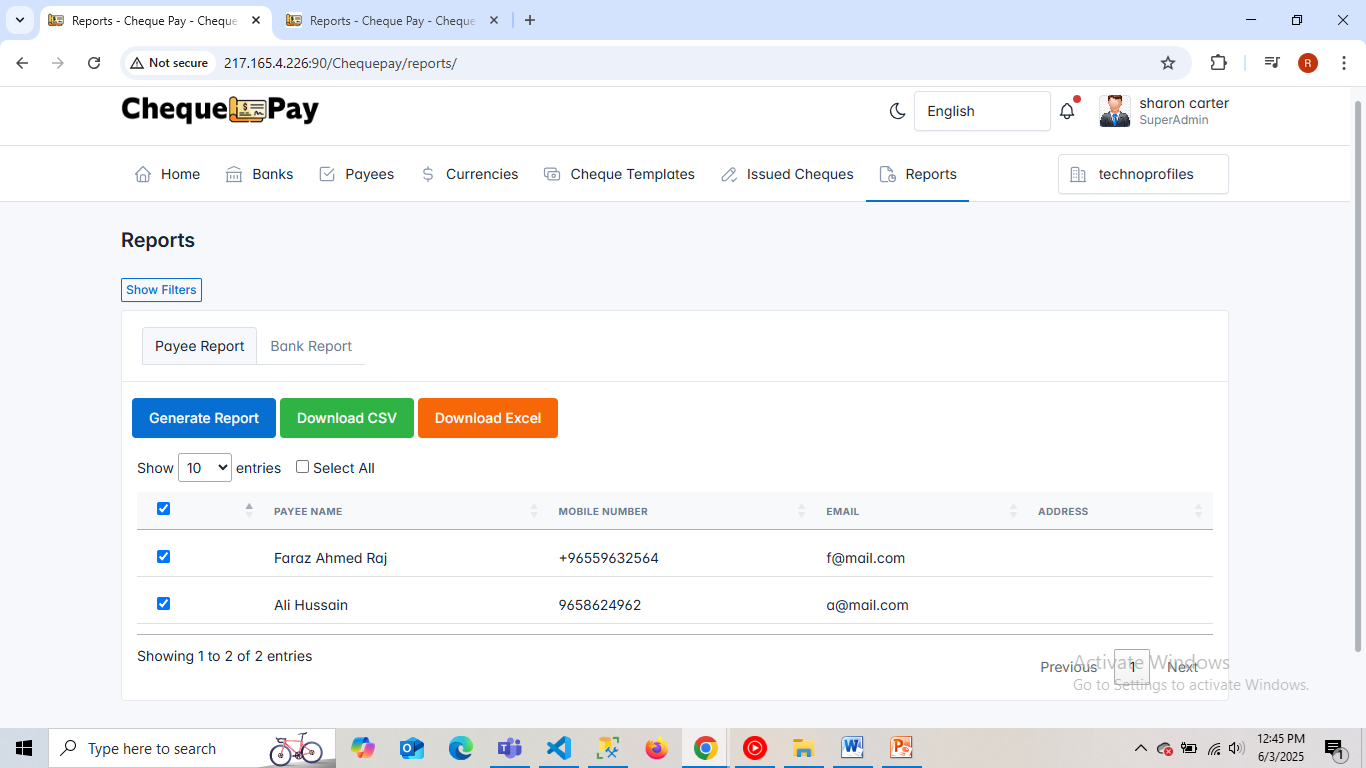 Reports - Cheque Pay - Cheque
Reports - Cheque Pay - Cheque
Not secure 217.165.4.226:90/Chequepay/reports/
R
Cheque Pay
English
sharon carter
SuperAdmin
Home Banks Payees Currencies Cheque Templates Issued Cheques Reports technoprofiles
Reports
Show Filters
Payee Report Bank Report
Generate Report Download CSV Download Excel
Show 10 entries Select All
PAYEE NAME MOBILE NUMBER EMAIL ADDRESS
Faraz Ahmed Raj +96559632564 f@mail.com
Ali Hussain 9658624962 a@mail.com
Showing 1 to 2 of 2 entries
Previous 1 Next
Activate Windows
Go to Settings to activate Windows.
Type here to search
12:45 PM
6/3/2025
1